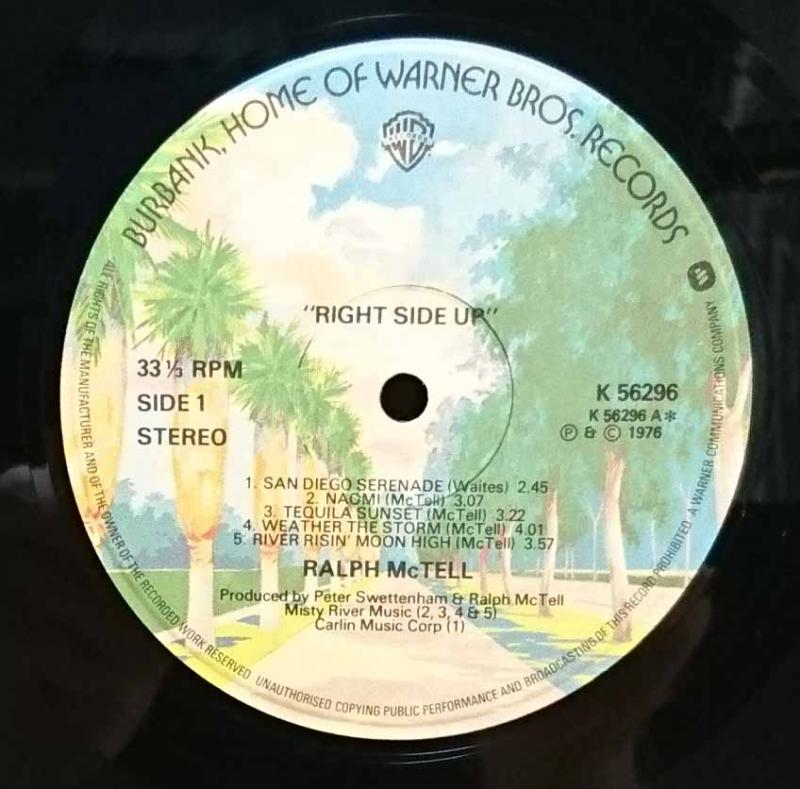 BURBANK, HOME OF WARNER BROS. RECORDS
RECORDS
"RIGHT SIDE UP"
33 ⅓ RPM
SIDE 1
STEREO
K 56296
K 56296 A*
Ⓟ & © 1976
1. SAN DIEGO SERENADE (Waites) 2.45
2. NAOMI (McTell) 3.07
3. TEQUILA SUNSET (McTell) 3.22
4. WEATHER THE STORM (McTell) 4.01
5. RIVER RISIN' MOON HIGH (McTell) 3.57
RALPH McTELL
Produced by Peter Swettenham & Ralph McTell
Misty River Music (2, 3, 4 & 5)
Carlin Music Corp (1)
ALL RIGHTS OF THE MANUFACTURER AND OF THE OWNER OF THE RECORDED WORK RESERVED UNAUTHORISED COPYING PUBLIC PERFORMANCE AND BROADCASTING OF THIS RECORD PROHIBITED A WARNER COMMUNICATIONS COMPANY